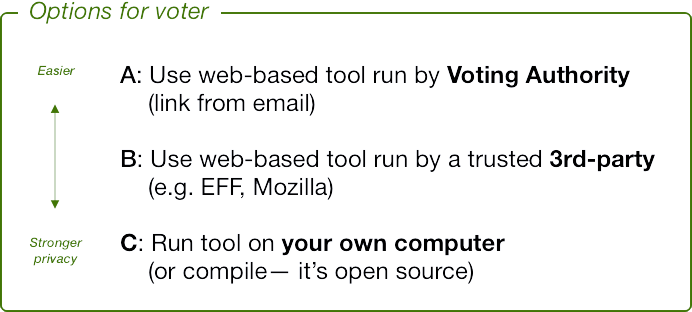 Options for voter
Easier
A: Use web-based tool run by Voting Authority
(link from email)
B: Use web-based tool run by a trusted 3rd-party
(e.g. EFF, Mozilla)
Stronger
privacy
C: Run tool on your own computer
(or compile— it’s open source)